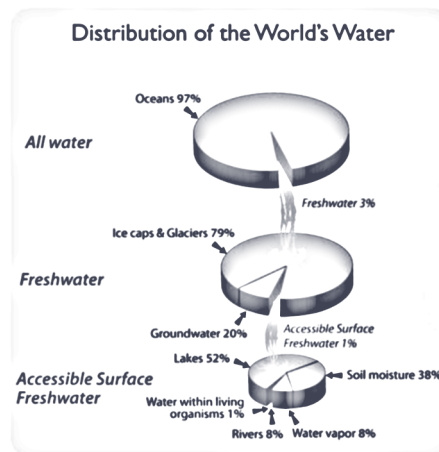 Distribution of the World's Water
Oceans 97%
All water
Freshwater 3%
Ice caps & Glaciers 79%
Freshwater
Groundwater 20%
Accessible Surface
Freshwater 1%
Lakes 52%
Accessible Surface
Freshwater
Soil moisture 38%
Water within living
organisms 1%
Rivers 8%
Water vapor 8%